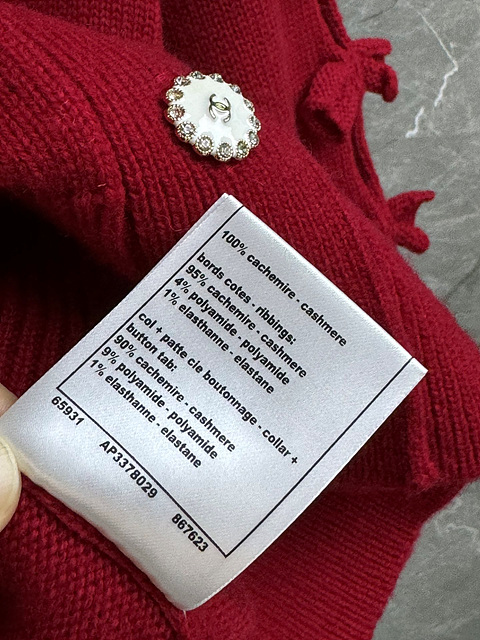 100% cachemire - cashmere
bords cotes - ribbings:
95% cachemire - cashmere
4% polyamide - polyamide
1% elasthanne - elastane
col + patte cle boutonnage - collar +
button tab:
90% cachemire - cashmere
9% polyamide - polyamide
1% elasthanne - elastane
65931
AP3378029
867623